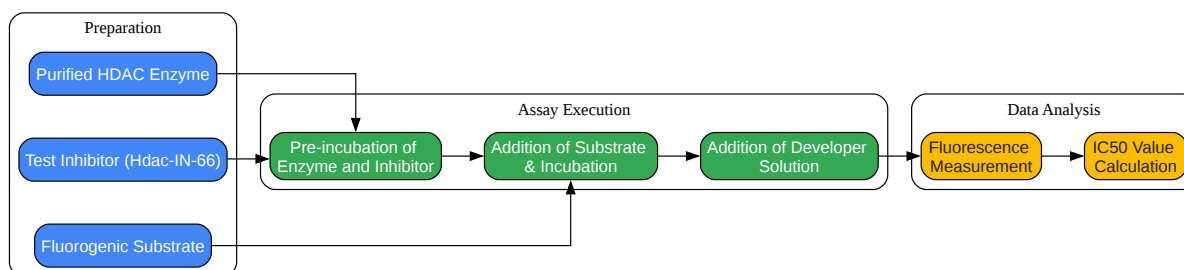 Preparation
Purified HDAC Enzyme
Test Inhibitor (Hdac-IN-66)
Fluorogenic Substrate
Assay Execution
Pre-incubation of
Enzyme and Inhibitor
Addition of Substrate
& Incubation
Addition of Developer
Solution
Data Analysis
Fluorescence
Measurement
IC50 Value
Calculation